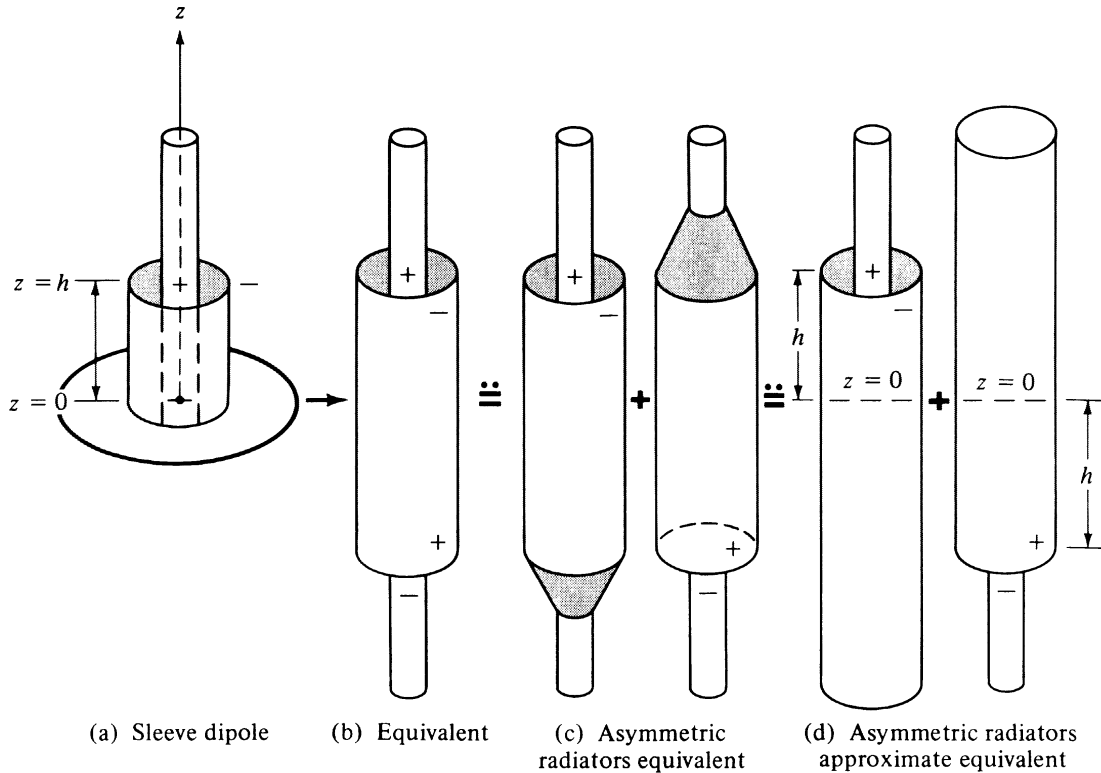 z
z = h
+
−
z = 0
+
−
+
−
≑
+
−
+
+
−
≑
h
+
−
z = 0
+
z = 0
h
+
−
(a) Sleeve dipole
(b) Equivalent
(c) Asymmetric
radiators equivalent
(d) Asymmetric radiators
approximate equivalent